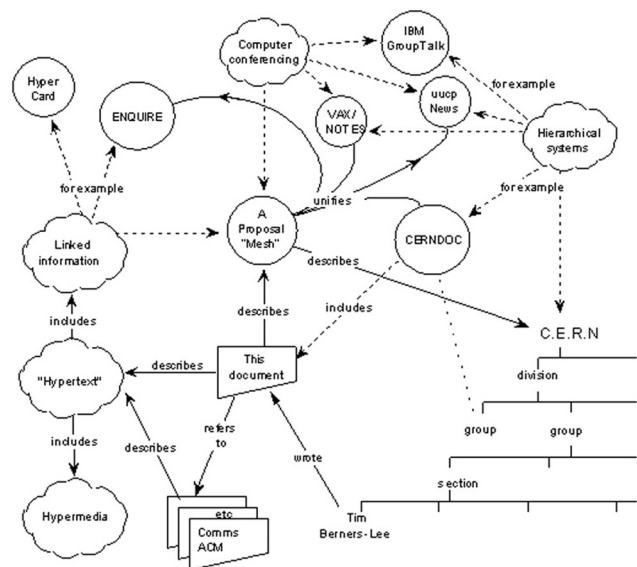 IBM
GroupTalk
Computer
conferencing
Hyper
Card
ENQUIRE
VAX/
NOTES
uucp
News
for example
Hierarchical
systems
for example
unifies
for example
A
Proposal
"Mesh"
CERNDOC
Linked
information
describes
includes
describes
includes
C.E.R.N
This
document
describes
division
"Hypertext"
refers
to
group
group
includes
describes
wrote
section
etc
Hypermedia
Comms
ACM
Tim
Berners-Lee